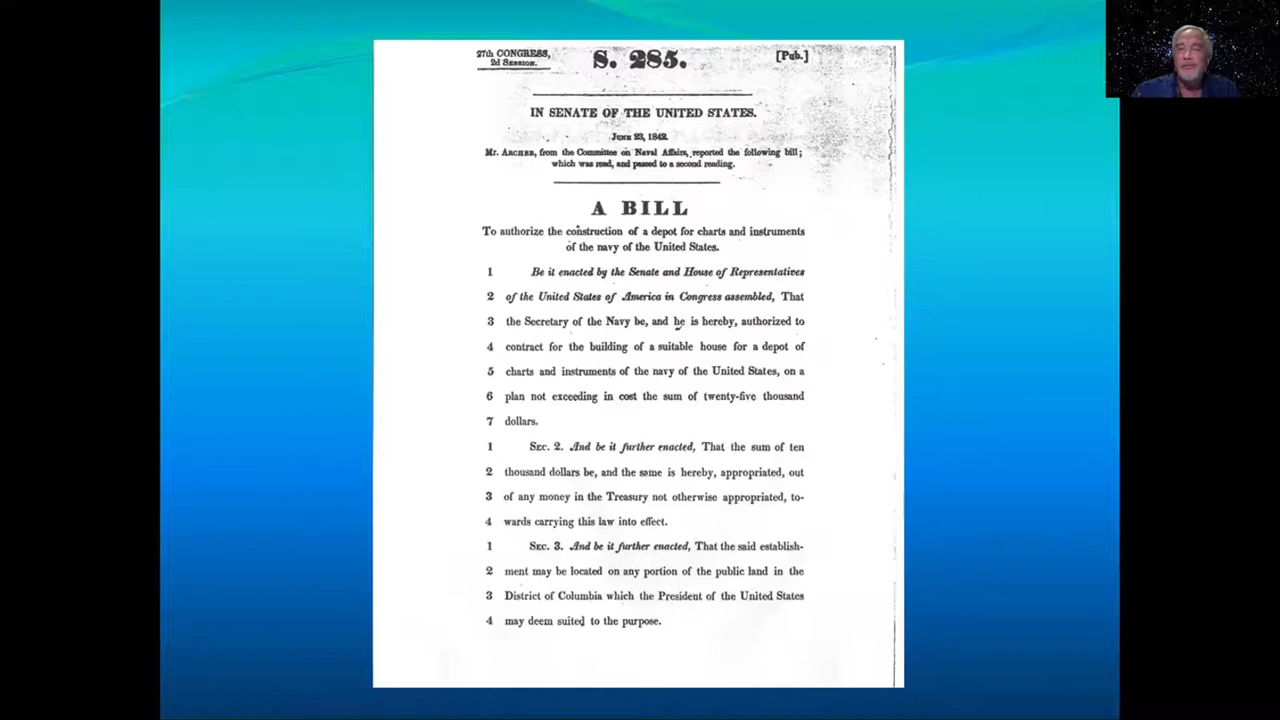 27th CONGRESS,
2d SESSION.
S. 285.
[Pub.]
IN SENATE OF THE UNITED STATES.
JUNE 23, 1842.
Mr. ARCHER, from the Committee on Naval Affairs, reported the following bill;
which was read, and passed to a second reading.
A BILL
To authorize the construction of a depot for charts and instruments
of the navy of the United States.
1 Be it enacted by the Senate and House of Representatives
2 of the United States of America in Congress assembled, That
3 the Secretary of the Navy be, and he is hereby, authorized to
4 contract for the building of a suitable house for a depot of
5 charts and instruments of the navy of the United States, on a
6 plan not exceeding in cost the sum of twenty-five thousand
7 dollars.
1 SEC. 2. And be it further enacted, That the sum of ten
2 thousand dollars be, and the same is hereby, appropriated, out
3 of any money in the Treasury not otherwise appropriated, to-
4 wards carrying this law into effect.
1 SEC. 3. And be it further enacted, That the said establish-
2 ment may be located on any portion of the public land in the
3 District of Columbia which the President of the United States
4 may deem suited to the purpose.